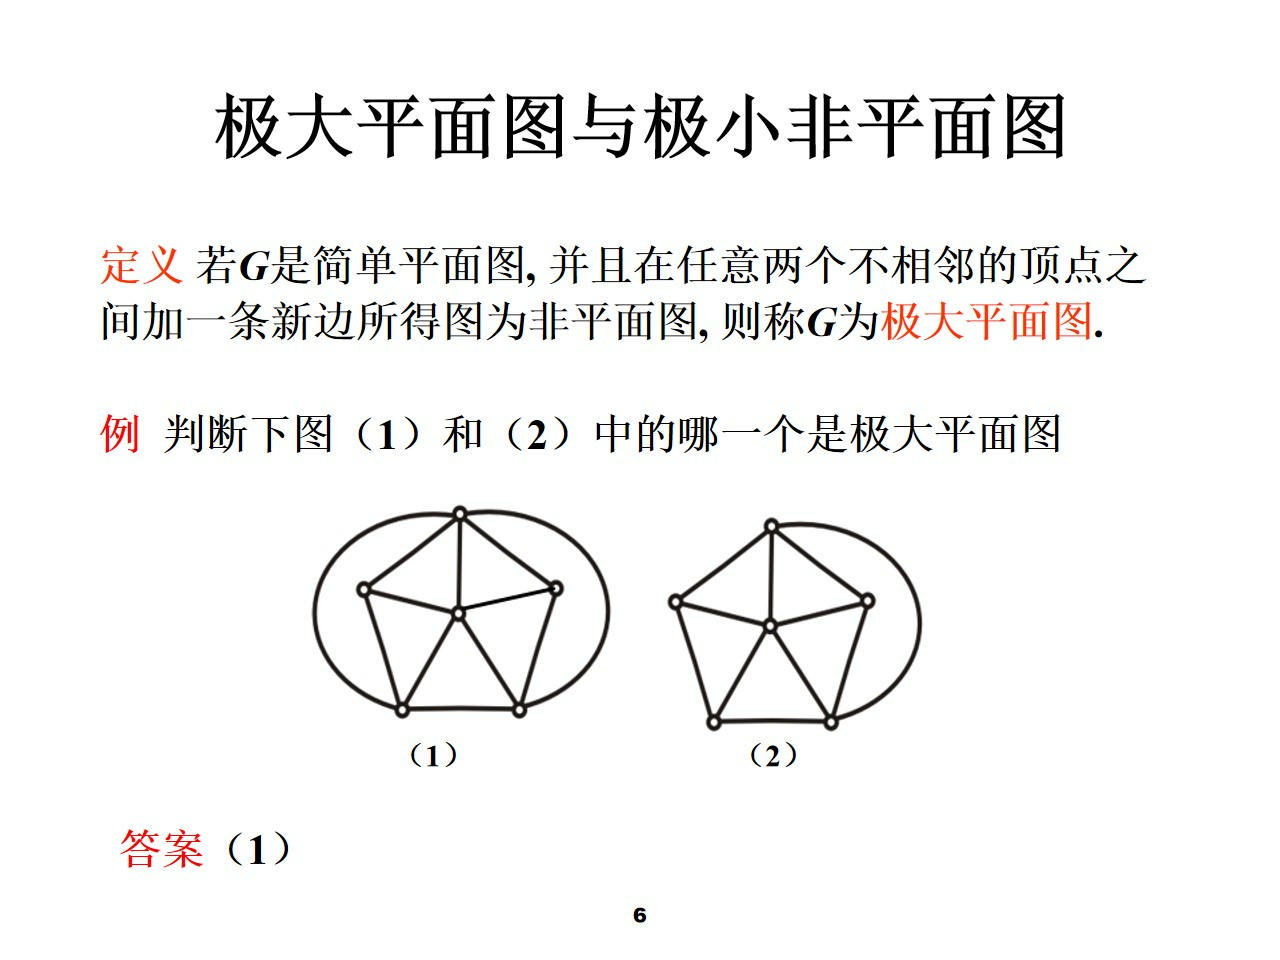 极大平面图与极小非平面图
定义 若G是简单平面图, 并且在任意两个不相邻的顶点之
间加一条新边所得图为非平面图, 则称G为极大平面图.
例 判断下图（1）和（2）中的哪一个是极大平面图
（1）
（2）
答案（1）
6